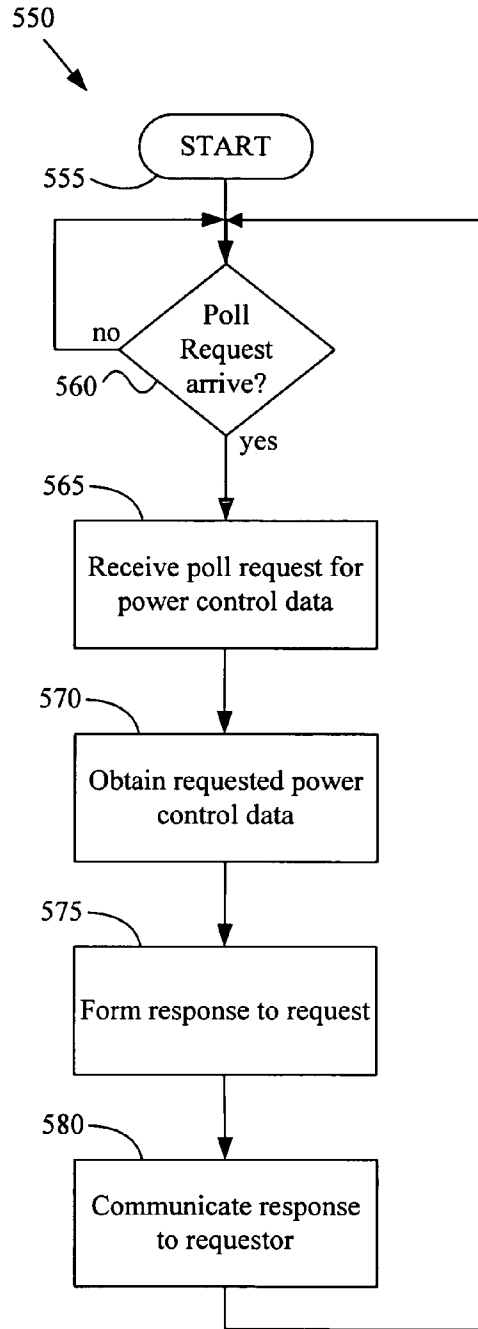 550
START
555
Poll
Request
arrive?
no
560
yes
565
Receive poll request for
power control data
570
Obtain requested power
control data
575
Form response to request
580
Communicate response
to requestor